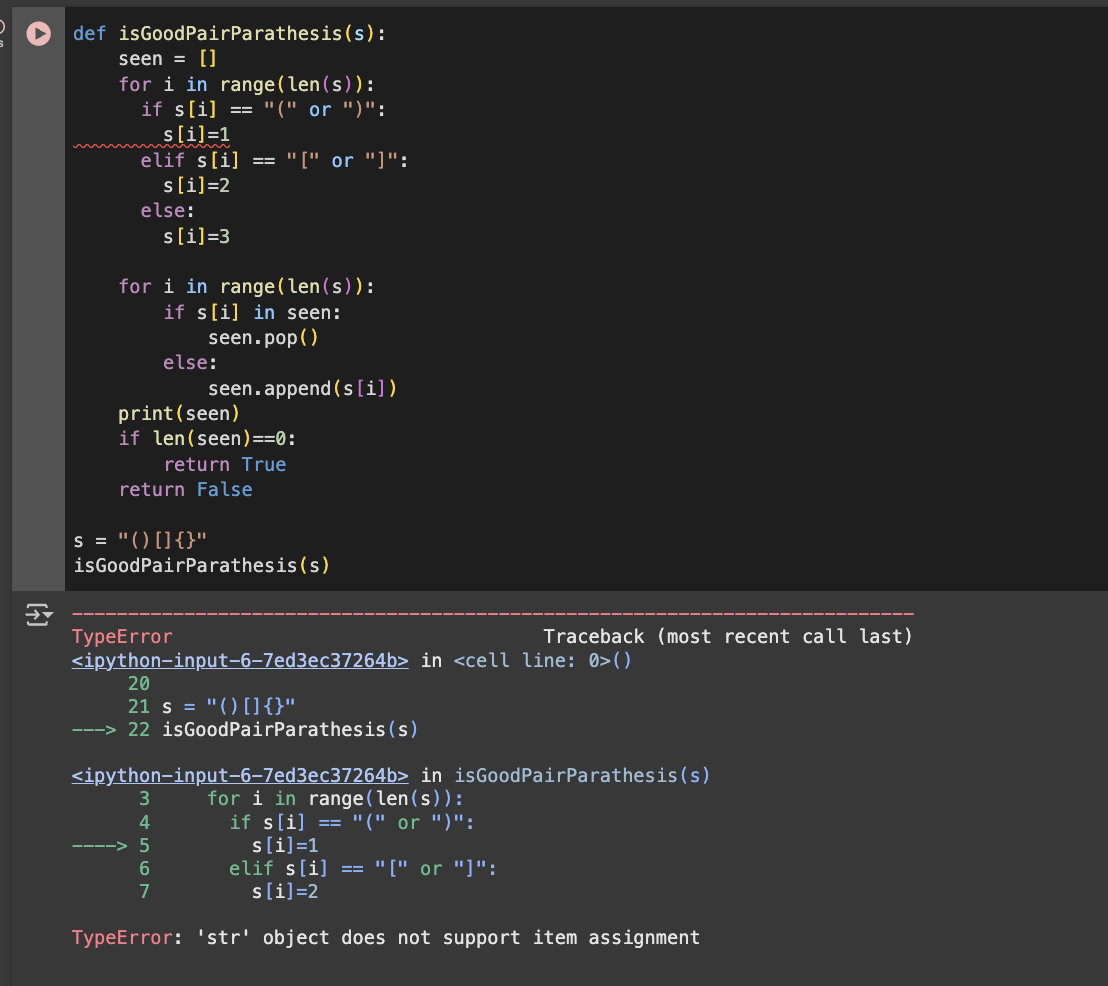 def isGoodPairParathesis(s):
    seen = []
    for i in range(len(s)):
      if s[i] == "(" or ")":
        s[i]=1
      elif s[i] == "[" or "]":
        s[i]=2
      else:
        s[i]=3

    for i in range(len(s)):
        if s[i] in seen:
            seen.pop()
        else:
            seen.append(s[i])
    print(seen)
    if len(seen)==0:
        return True
    return False

s = "()[]{}"
isGoodPairParathesis(s)
---------------------------------------------------------------------------
TypeError                                 Traceback (most recent call last)
<ipython-input-6-7ed3ec37264b> in <cell line: 0>()
     20
     21 s = "()[]{}"
---> 22 isGoodPairParathesis(s)

<ipython-input-6-7ed3ec37264b> in isGoodPairParathesis(s)
      3     for i in range(len(s)):
      4       if s[i] == "(" or ")":
----> 5         s[i]=1
      6       elif s[i] == "[" or "]":
      7         s[i]=2

TypeError: 'str' object does not support item assignment